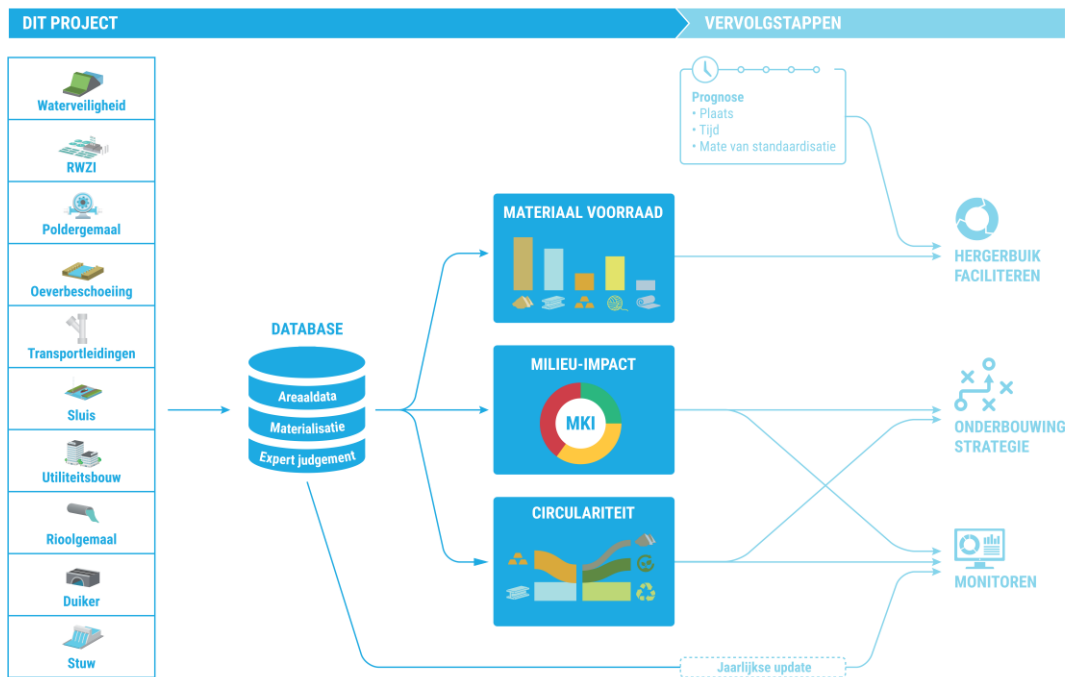 DIT PROJECT
VERVOLGSTAPPEN
Waterveiligheid
RWZI
Poldergemaal
Oeverbeschoeiing
Transportleidingen
Sluis
Utiliteitsbouw
Rioolgemaal
Duiker
Stuw
DATABASE
Areaaldata
Materialisatie
Expert judgement
MATERIAAL VOORRAAD
MILIEU-IMPACT
MKI
CIRCULARITEIT
Prognose
• Plaats
• Tijd
• Mate van standaardisatie
HERGERBUIK
FACILITEREN
ONDERBOUWING
STRATEGIE
MONITOREN
Jaarlijkse update